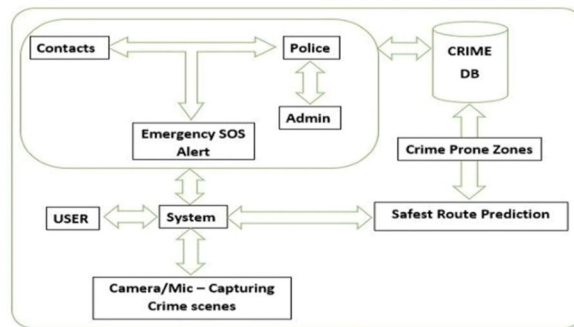 Contacts
Police
CRIME
DB
Admin
Emergency SOS
Alert
Crime Prone Zones
USER
System
Safest Route Prediction
Camera/Mic – Capturing
Crime scenes